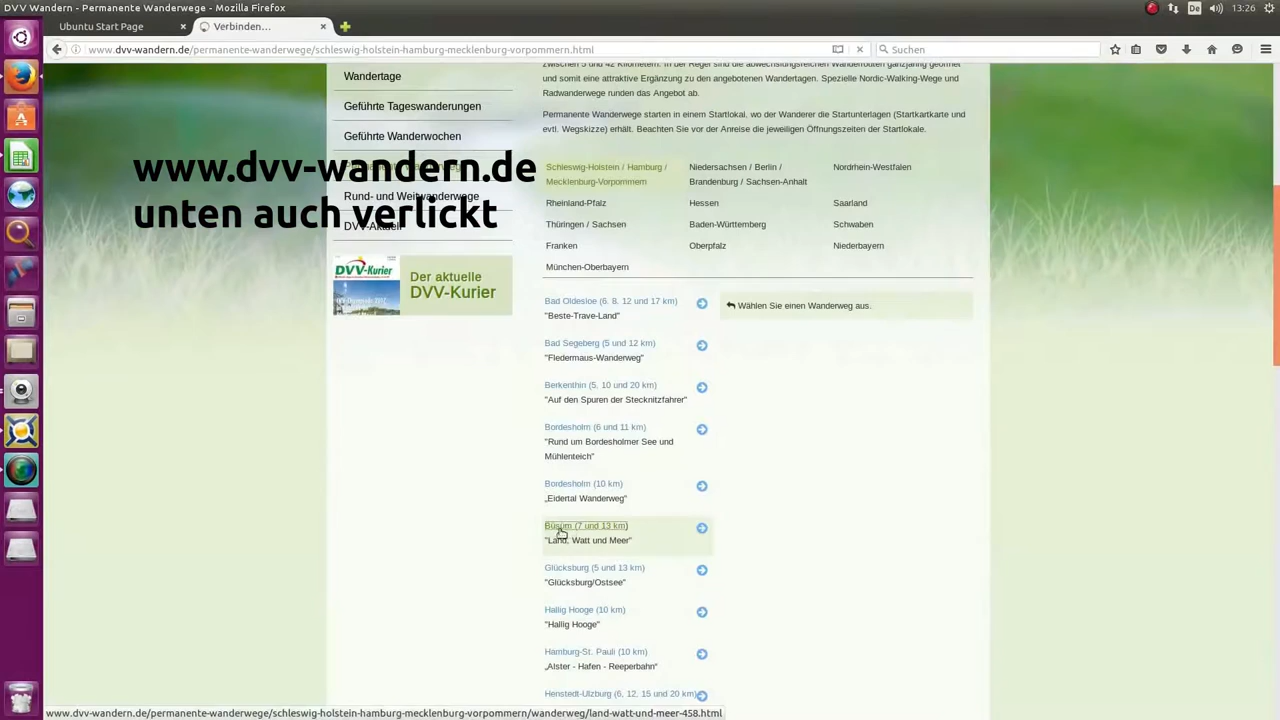 DVV Wandern - Permanente Wanderwege - Mozilla Firefox
De
13:26
Ubuntu Start Page
Verbinden…
www.dvv-wandern.de/permanente-wanderwege/schleswig-holstein-hamburg-mecklenburg-vorpommern.html
Suchen
Wandertage
Geführte Tageswanderungen
Geführte Wanderwochen
Rund- und Weitwanderwege
DVV-Aktuell
www.dvv-wandern.de
unten auch verlickt
DVV-Kurier
Der aktuelle
DVV-Kurier
zwischen 5 und 42 Kilometern. In der Regel sind die abwechslungsreichen Wanderrouten ganzjährig geöffnet
und somit eine attraktive Ergänzung zu den angebotenen Wandertagen. Spezielle Nordic-Walking-Wege und
Radwanderwege runden das Angebot ab.
Permanente Wanderwege starten in einem Startlokal, wo der Wanderer die Startunterlagen (Startkartkarte und
evtl. Wegskizze) erhält. Beachten Sie vor der Anreise die jeweiligen Öffnungszeiten der Startlokale.
Schleswig-Holstein / Hamburg /
Mecklenburg-Vorpommern
Niedersachsen / Berlin /
Brandenburg / Sachsen-Anhalt
Nordrhein-Westfalen
Rheinland-Pfalz
Hessen
Saarland
Thüringen / Sachsen
Baden-Württemberg
Schwaben
Franken
Oberpfalz
Niederbayern
München-Oberbayern
Bad Oldesloe (6. 8. 12 und 17 km)
"Beste-Trave-Land"
Wählen Sie einen Wanderweg aus.
Bad Segeberg (5 und 12 km)
"Fledermaus-Wanderweg"
Berkenthin (5. 10 und 20 km)
"Auf den Spuren der Stecknitzfahrer"
Bordesholm (6 und 11 km)
"Rund um Bordesholmer See und
Mühlenteich"
Bordesholm (10 km)
„Eidertal Wanderweg"
Büsum (7 und 13 km)
"Land, Watt und Meer"
Glücksburg (5 und 13 km)
"Glücksburg/Ostsee"
Hallig Hooge (10 km)
"Hallig Hooge"
Hamburg-St. Pauli (10 km)
„Alster - Hafen - Reeperbahn“
Henstedt-Ulzburg (6, 12, 15 und 20 km)
www.dvv-wandern.de/permanente-wanderwege/schleswig-holstein-hamburg-mecklenburg-vorpommern/wanderweg/land-watt-und-meer-458.html